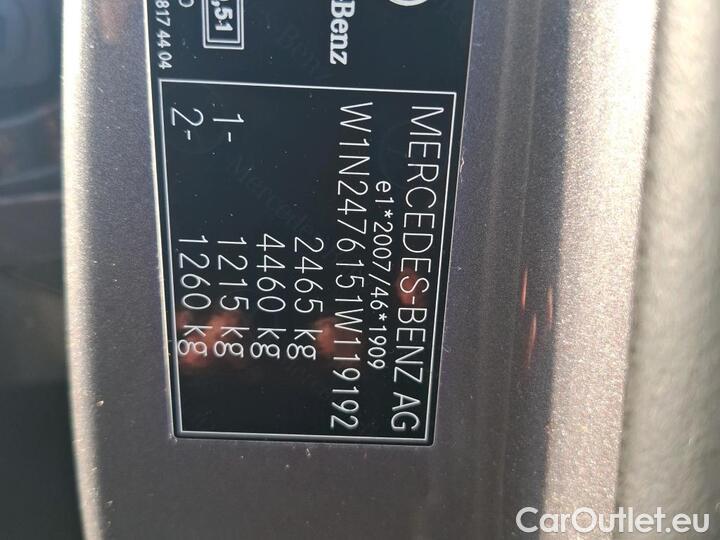 -Benz
,51
817 44 04
MERCEDES-BENZ AG
e1*2007/46*1909
W1N2476151W119192
2465 kg
4460 kg
1- 1215 kg
2- 1260 kg
CarOutlet.eu